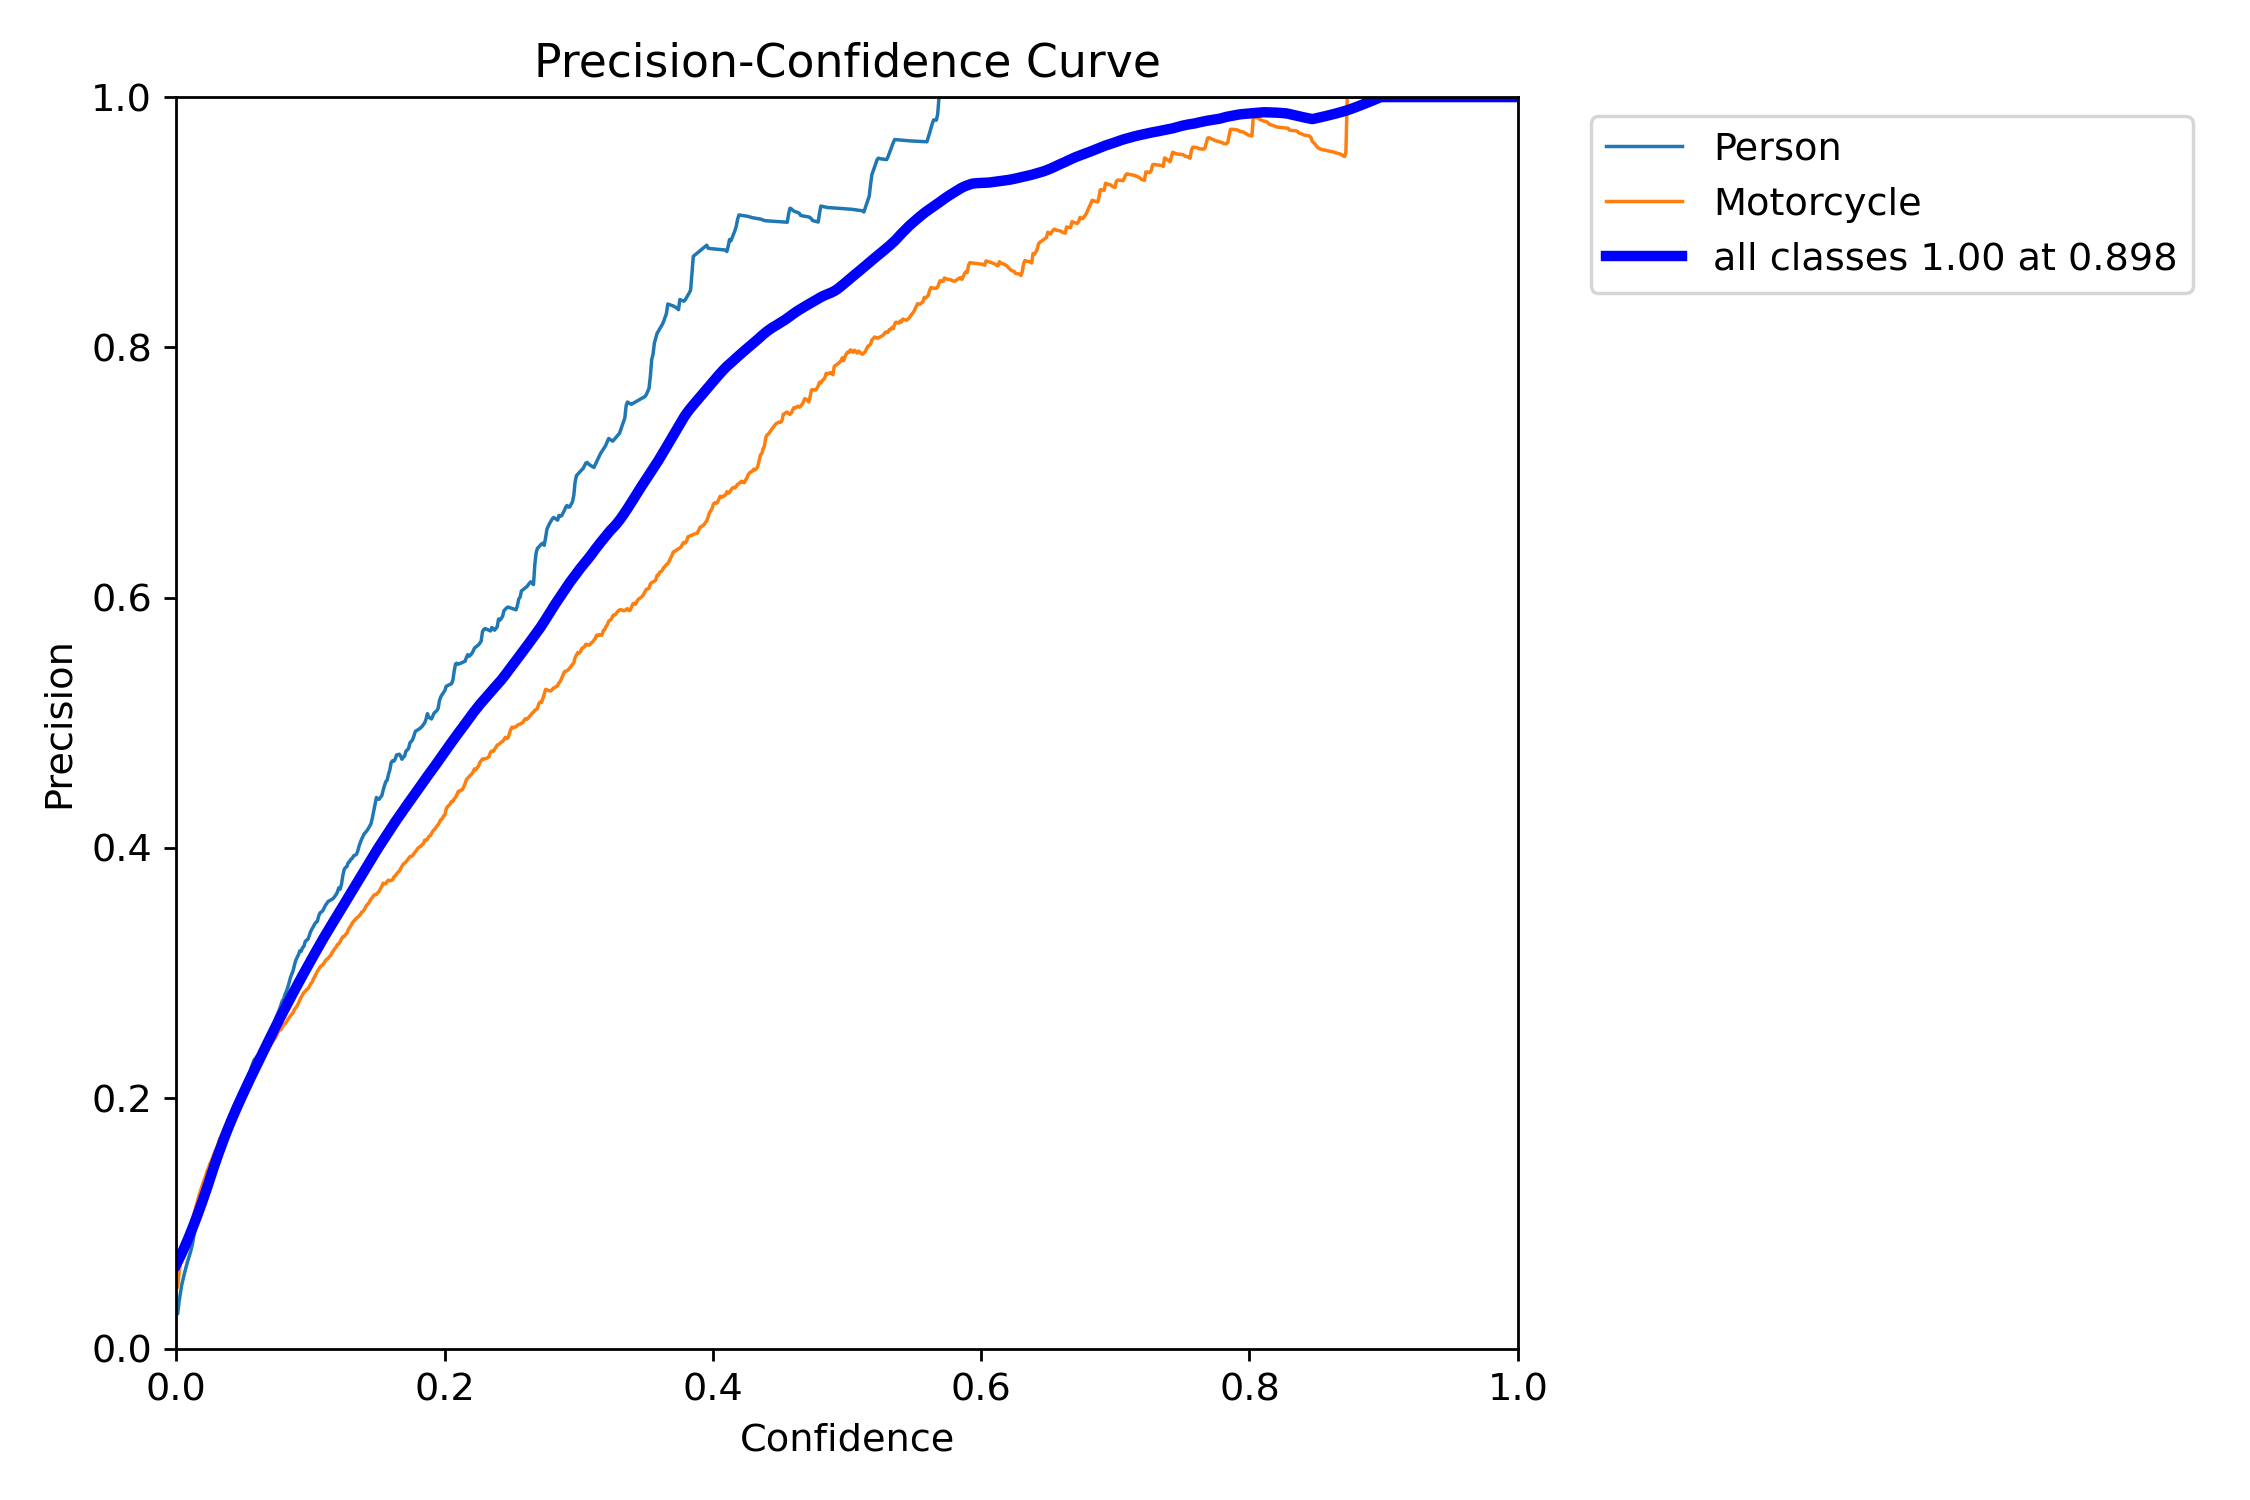 Precision-Confidence Curve
1.0
0.8
0.6
0.4
0.2
0.0
Precision
0.0 0.2 0.4 0.6 0.8 1.0
Confidence
Person
Motorcycle
all classes 1.00 at 0.898